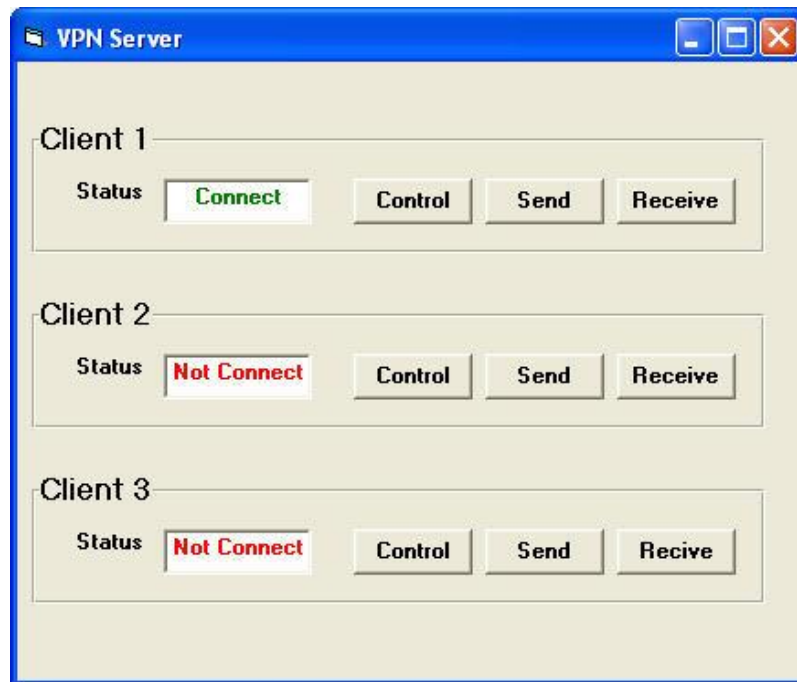 VPN Server
Client 1
Status Connect Control Send Receive
Client 2
Status Not Connect Control Send Receive
Client 3
Status Not Connect Control Send Recive